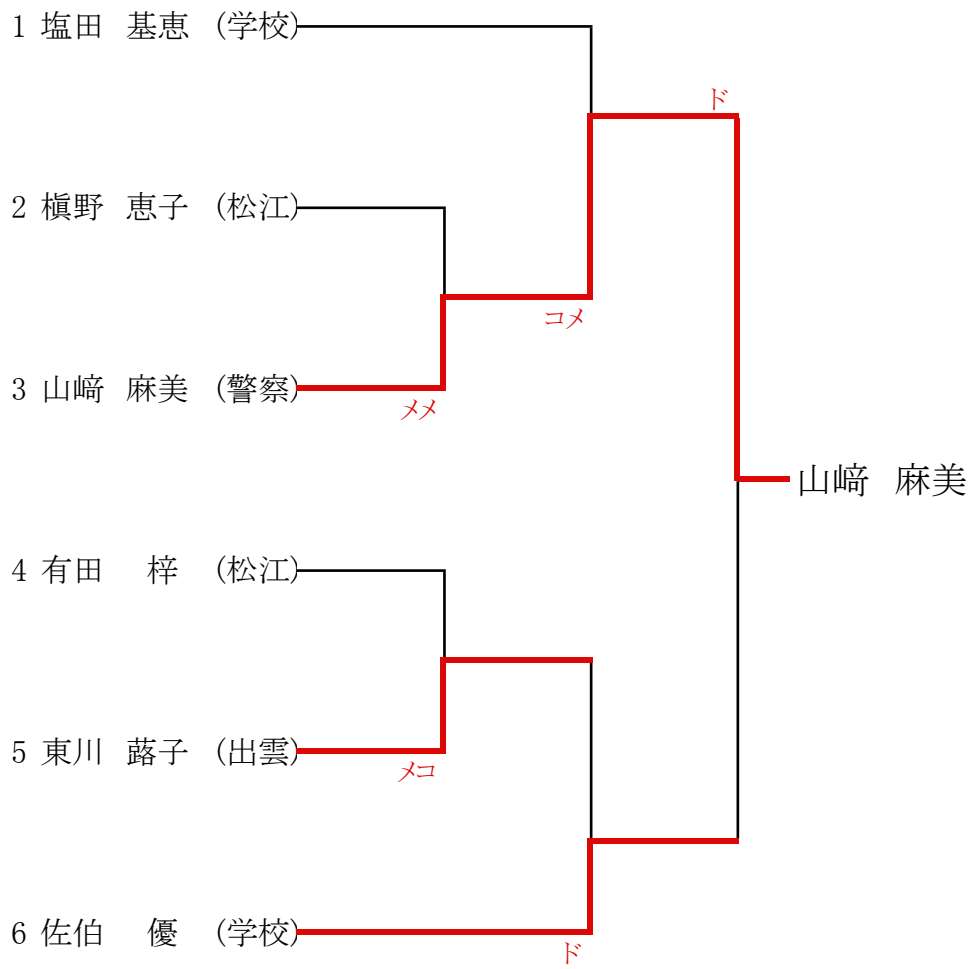 ド
1 塩田 基恵 (学校)
2 槇野 恵子 (松江)
コメ
3 山﨑 麻美 (警察)
メメ
山﨑 麻美
4 有田 梓 (松江)
5 東川 蕗子 (出雲)
メコ
6 佐伯 優 (学校)
ド